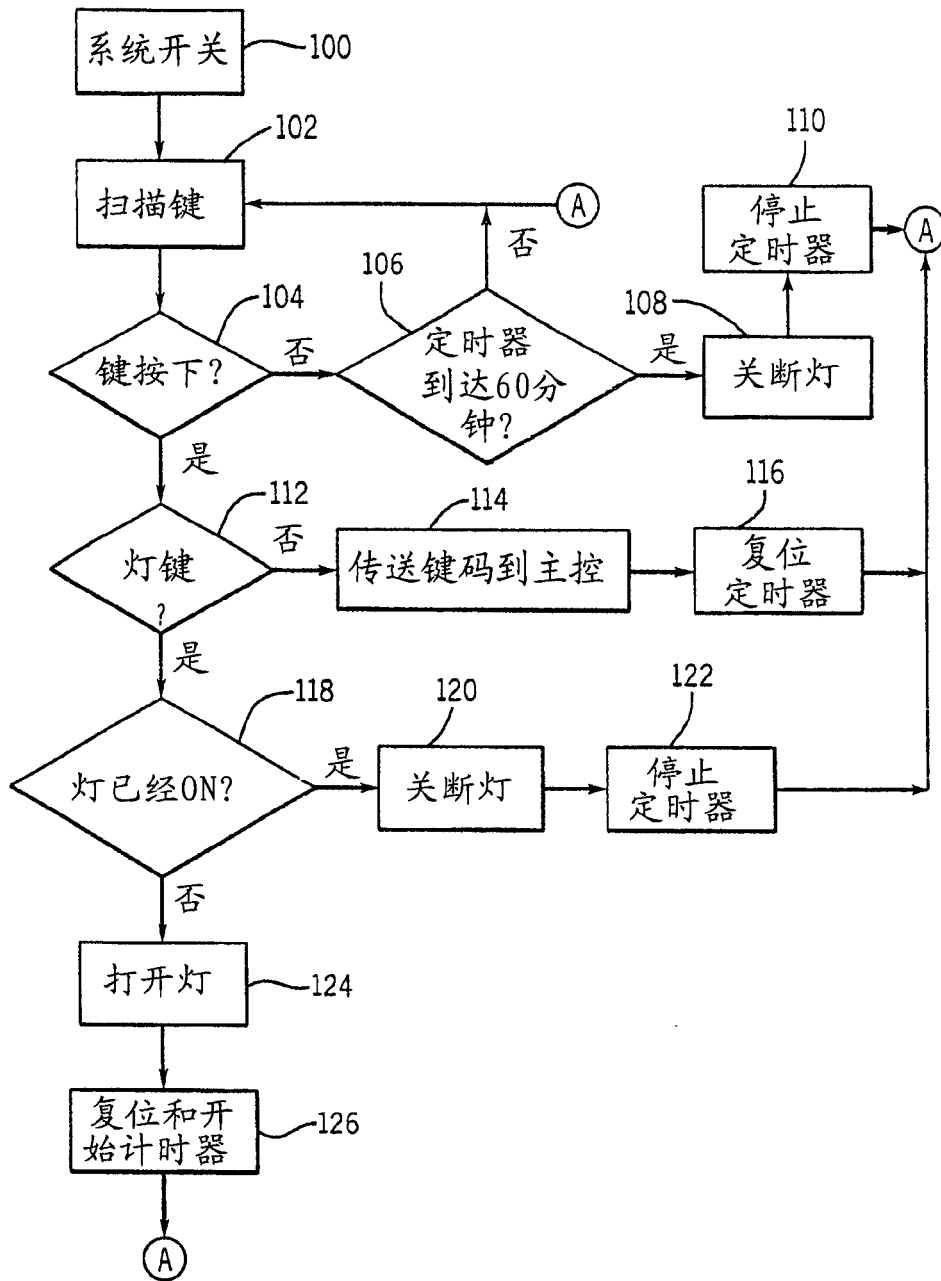 系统开关
100
102
扫描键
A
110
停止
定时器
A
104
键按下?
否
106
否
定时器
到达60分
钟?
是
108
关断灯
是
112
灯键
?
否
114
传送键码到主控
116
复位
定时器
是
118
灯已经ON?
是
120
关断灯
122
停止
定时器
否
打开灯
124
复位和开
始计时器
126
A